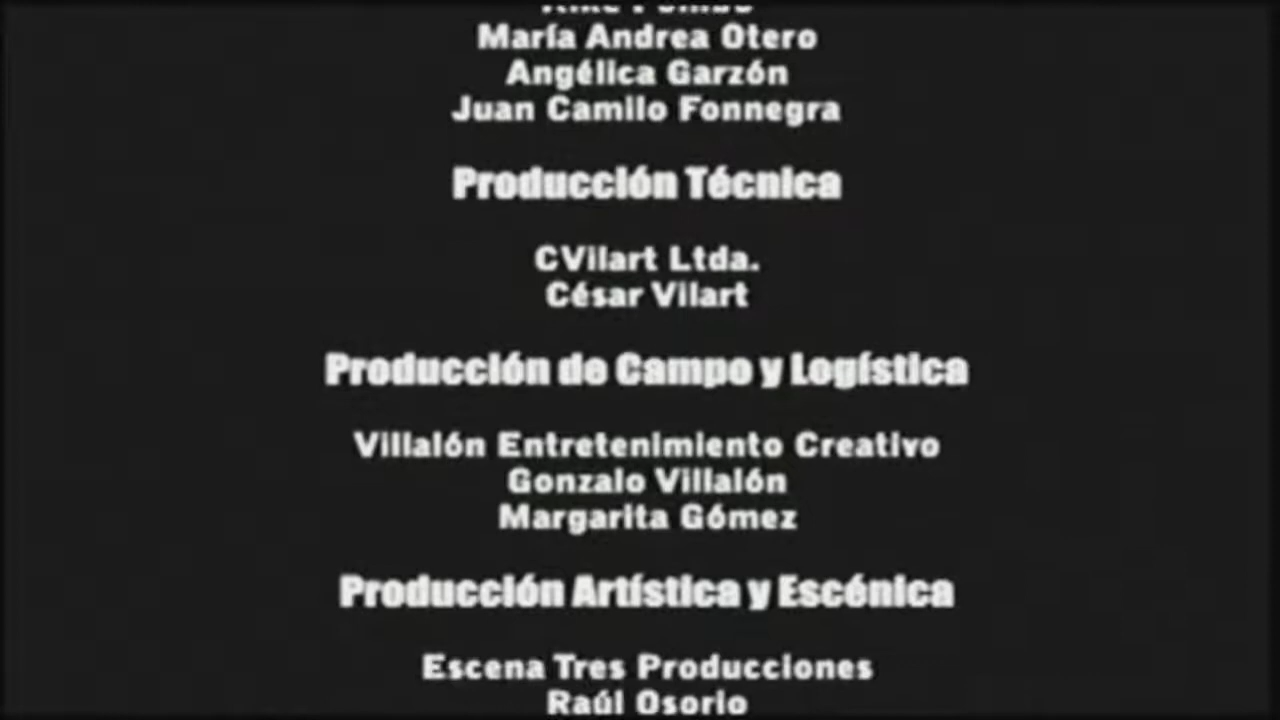 María Andrea Otero
Angélica Garzón
Juan Camilo Fonnegra
Producción Técnica
CVilart Ltda.
César Vilart
Producción de Campo y Logística
Villalón Entretenimiento Creativo
Gonzalo Villalón
Margarita Gómez
Producción Artística y Escénica
Escena Tres Producciones
Raúl Osorio